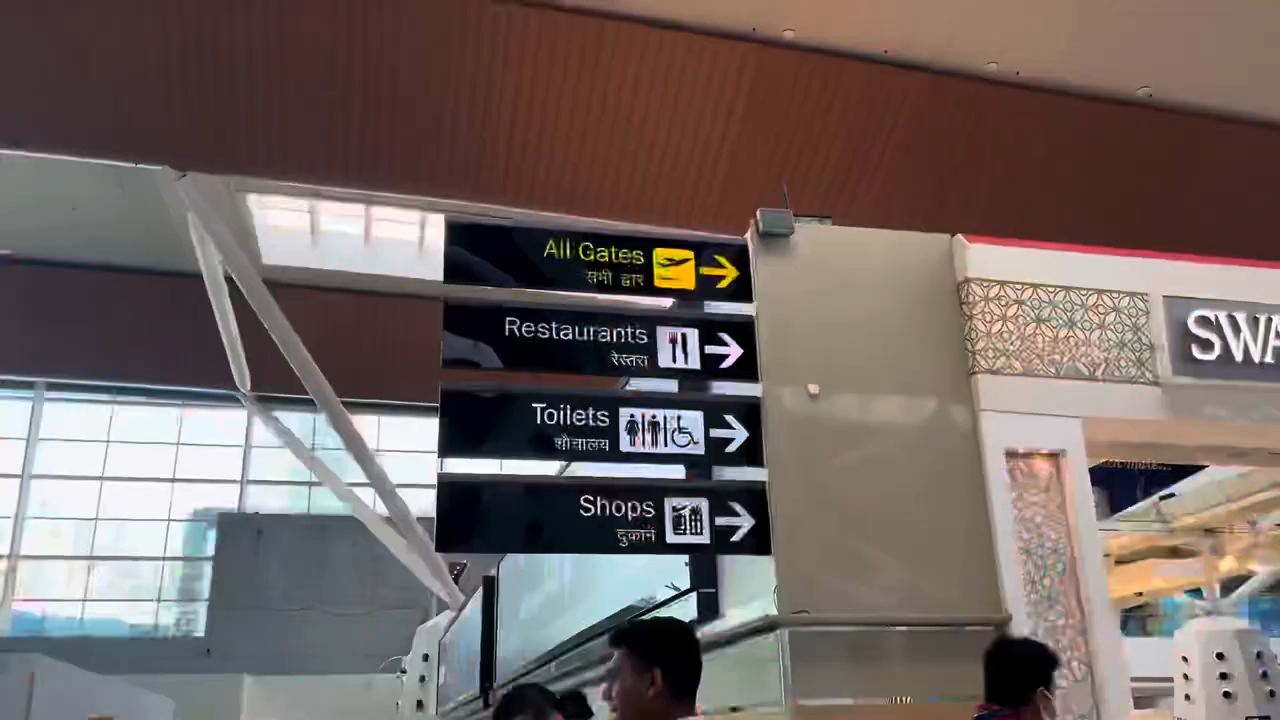 All Gates
सभी द्वार
Restaurants
रेस्तरा
Toilets
शौचालय
Shops
दुकानें
SWA